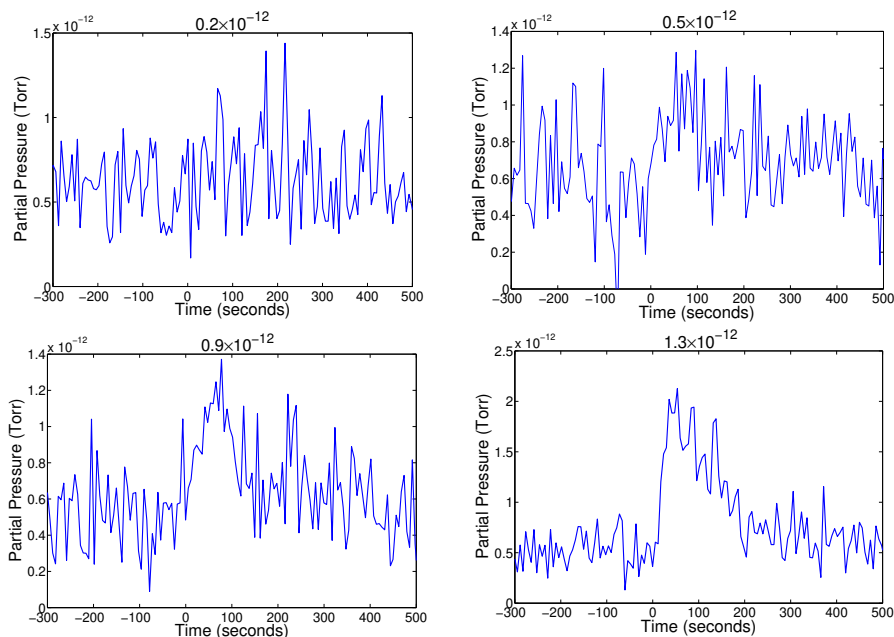 0.2×10⁻¹²
1.5 x 10⁻¹²
1
0.5
0
Partial Pressure (Torr)
−300 −200 −100 0 100 200 300 400 500
Time (seconds)
0.5×10⁻¹²
1.4 x 10⁻¹²
1.2
1
0.8
0.6
0.4
0.2
0
Partial Pressure (Torr)
−300 −200 −100 0 100 200 300 400 500
Time (seconds)
0.9×10⁻¹²
1.4 x 10⁻¹²
1.2
1
0.8
0.6
0.4
0.2
0
Partial Pressure (Torr)
−300 −200 −100 0 100 200 300 400 500
Time (seconds)
1.3×10⁻¹²
2.5 x 10⁻¹²
2
1.5
1
0.5
0
Partial Pressure (Torr)
−300 −200 −100 0 100 200 300 400 500
Time (seconds)